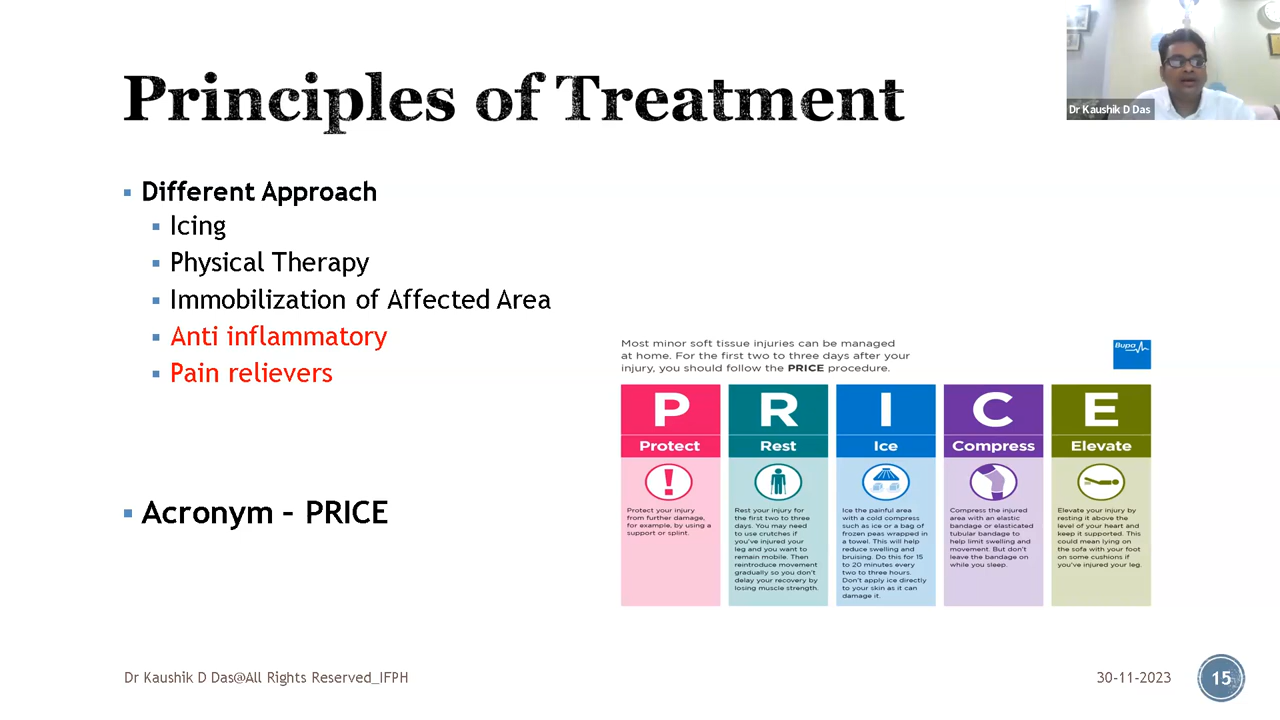 Principles of Treatment
Dr Kaushik D Das
Different Approach
Icing
Physical Therapy
Immobilization of Affected Area
Anti inflammatory
Pain relievers
Acronym – PRICE
Most minor soft tissue injuries can be managed
at home. For the first two to three days after your
injury, you should follow the PRICE procedure.
Bupa
P
Protect
Protect your injury
from further damage,
for example, by using a
support or splint.
R
Rest
Rest your injury for
the first two to three
days. You may need
to use crutches if
you've injured your
leg and you want to
remain mobile. Then
reintroduce movement
gradually so you don't
delay your recovery by
losing muscle strength.
I
Ice
Ice the painful area
with a cold compress
such as ice or a bag of
frozen peas wrapped in
a towel. This will help
reduce swelling and
bruising. Do this for 15
to 20 minutes every
two to three hours.
Don't apply ice directly
to your skin as it can
damage it.
C
Compress
Compress the injured
area with an elastic
bandage or elasticated
tubular bandage to
help limit swelling and
movement. But don't
leave the bandage on
while you sleep.
E
Elevate
Elevate your injury by
resting it above the
level of your heart and
keep it supported. This
could mean lying on
the sofa with your foot
on some cushions if
you've injured your leg.
Dr Kaushik D Das@All Rights Reserved_IFPH
30-11-2023
15